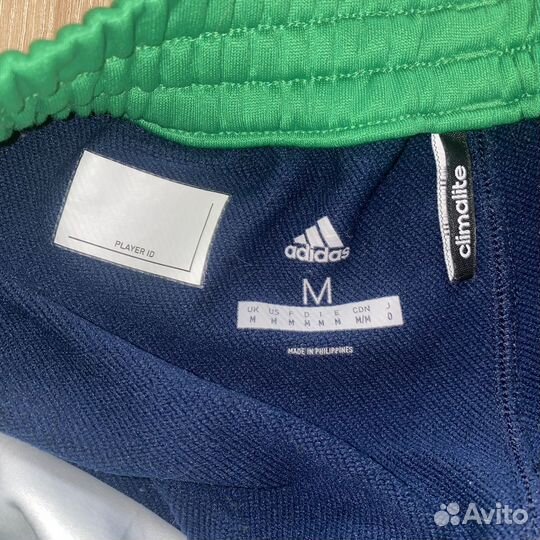 PLAYER ID
adidas
climalite
M
UK US F D I E CDN J
M M M M M M M/M O
MADE IN PHILIPPINES
Avito